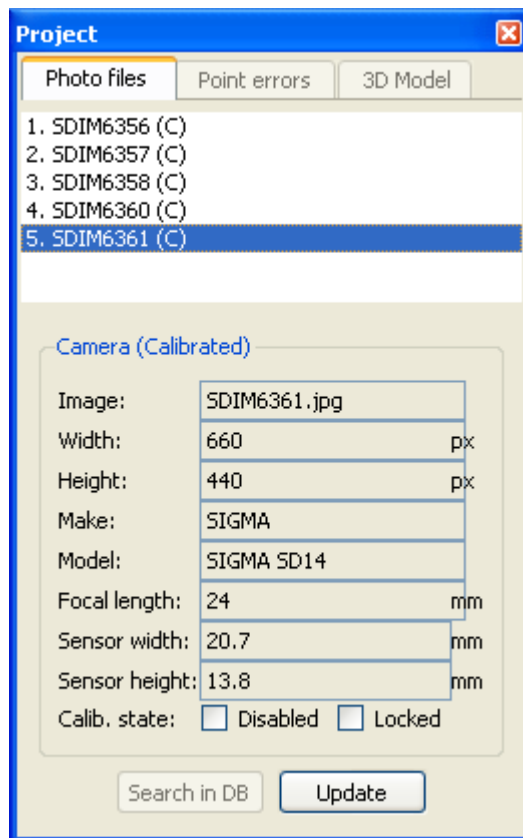 Project
Photo files Point errors 3D Model
1. SDIM6356 (C)
2. SDIM6357 (C)
3. SDIM6358 (C)
4. SDIM6360 (C)
5. SDIM6361 (C)
Camera (Calibrated)
Image: SDIM6361.jpg
Width: 660 px
Height: 440 px
Make: SIGMA
Model: SIGMA SD14
Focal length: 24 mm
Sensor width: 20.7 mm
Sensor height: 13.8 mm
Calib. state: Disabled Locked
Search in DB Update